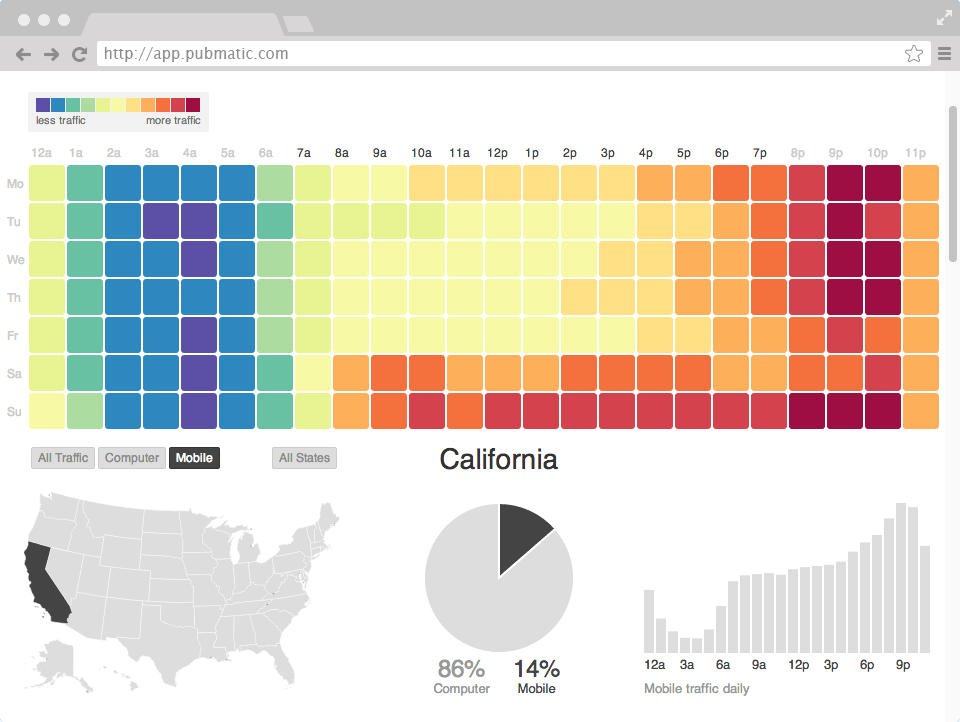 http://app.pubmatic.com
less traffic more traffic
12a 1a 2a 3a 4a 5a 6a 7a 8a 9a 10a 11a 12p 1p 2p 3p 4p 5p 6p 7p 8p 9p 10p 11p
Mo
Tu
We
Th
Fr
Sa
Su
All Traffic Computer Mobile All States
California
86% 14%
Computer Mobile
12a 3a 6a 9a 12p 3p 6p 9p
Mobile traffic daily